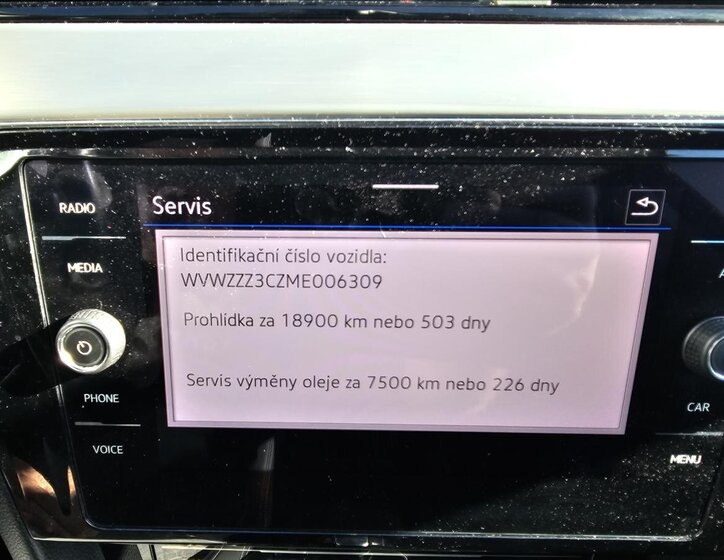 RADIO
MEDIA
PHONE
VOICE
Servis
Identifikační číslo vozidla:
WVWZZZ3CZME006309
Prohlídka za 18900 km nebo 503 dny
Servis výměny oleje za 7500 km nebo 226 dny
CAR
MENU